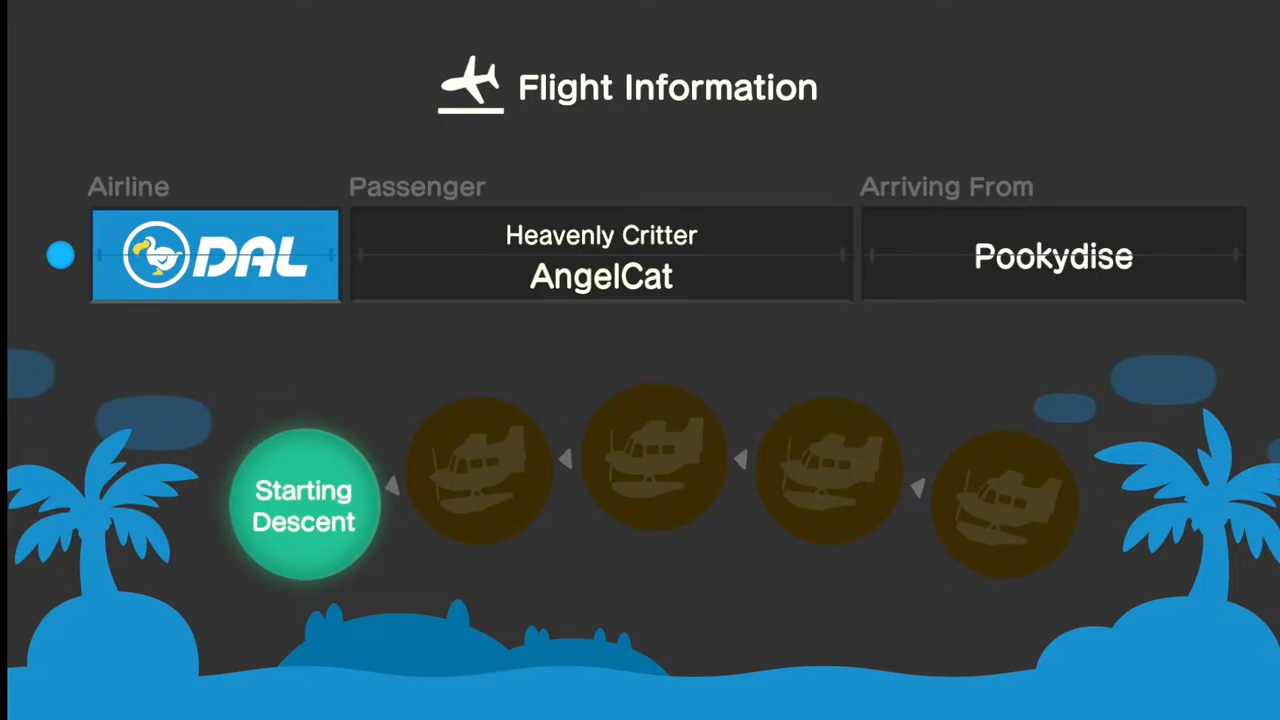 Flight Information
Airline
Passenger
Arriving From
DAL
Heavenly Critter
AngelCat
Pookydise
Starting
Descent